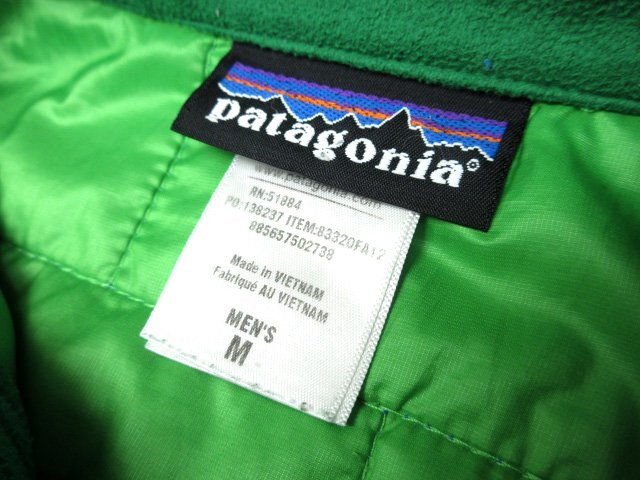 patagonia®
www.patagonia.com
RN:51884
PO:138237 ITEM:83320FA12
885657502738
Made in VIETNAM
Fabriqué AU VIETNAM
MEN'S
M